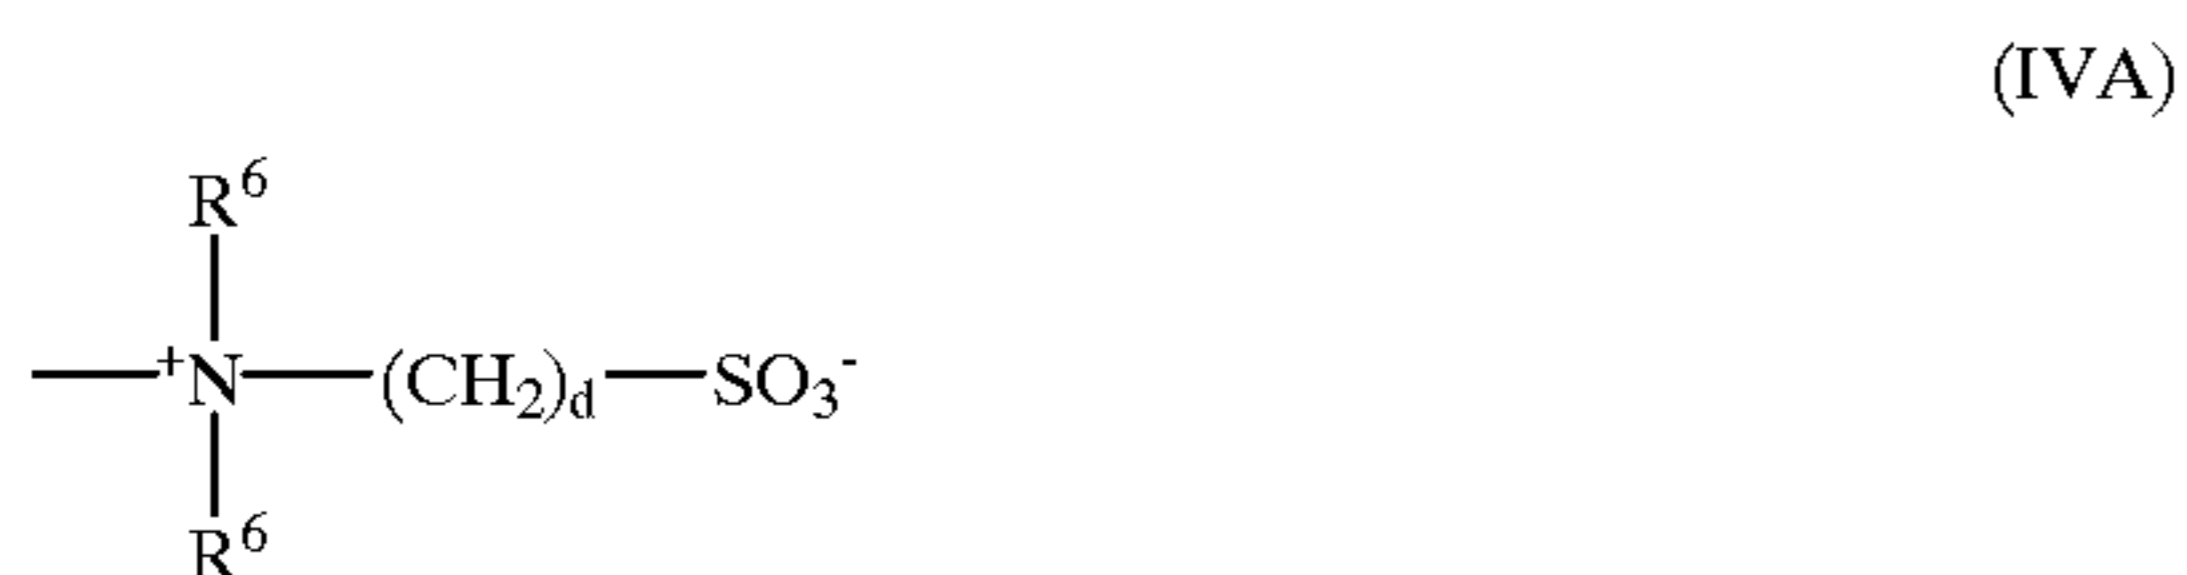 (IVA)
R⁶
⁺N—(CH₂)d—SO₃⁻
R⁶